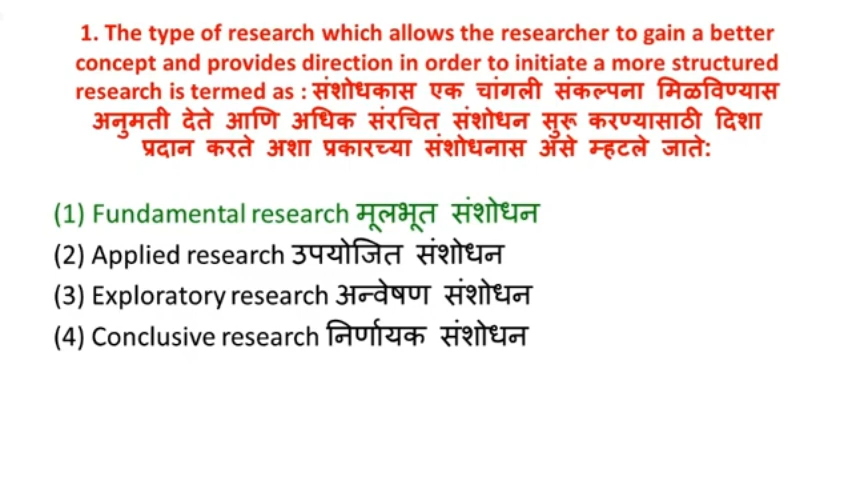 1. The type of research which allows the researcher to gain a better
concept and provides direction in order to initiate a more structured
research is termed as : संशोधकास एक चांगली संकल्पना मिळविण्यास
अनुमती देते आणि अधिक संरचित संशोधन सुरू करण्यासाठी दिशा
प्रदान करते अशा प्रकारच्या संशोधनास असे म्हटले जाते:
(1) Fundamental research मूलभूत संशोधन
(2) Applied research उपयोजित संशोधन
(3) Exploratory research अन्वेषण संशोधन
(4) Conclusive research निर्णायक संशोधन